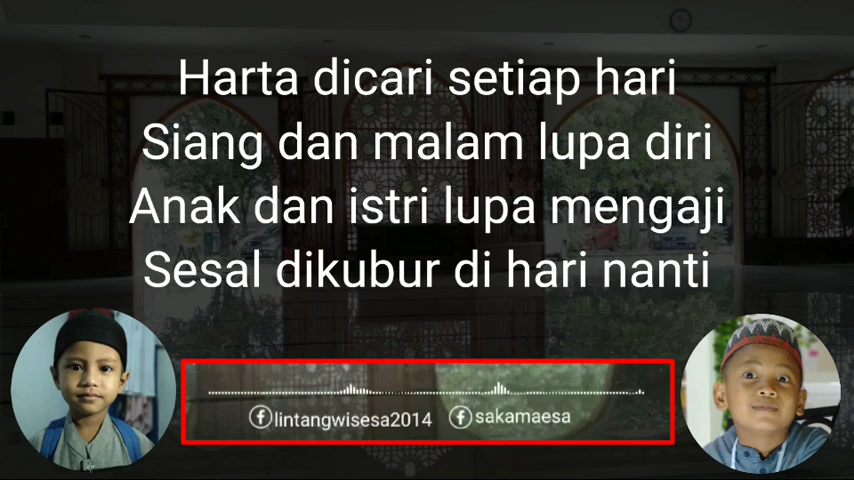 Harta dicari setiap hari
Siang dan malam lupa diri
Anak dan istri lupa mengaji
Sesal dikubur di hari nanti
lintangwisesa2014 sakamaesa